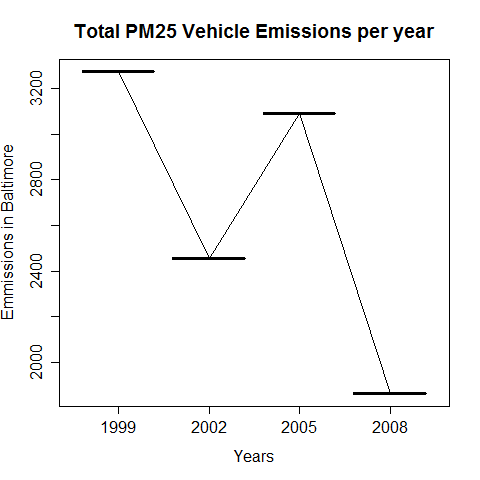 Total PM25 Vehicle Emissions per year
Emmissions in Baltimore
3200
2800
2400
2000
1999 2002 2005 2008
Years